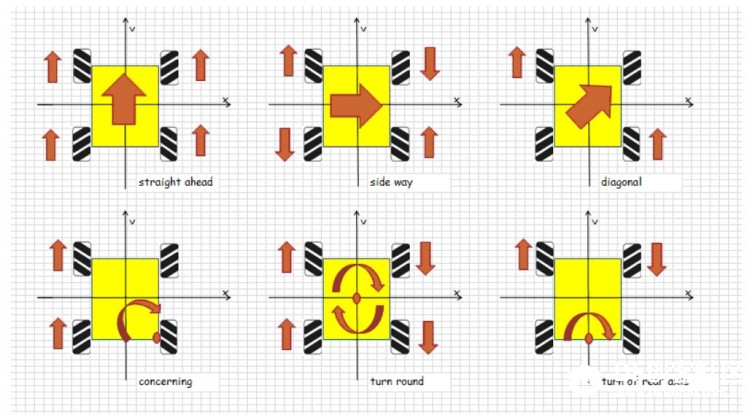 v
v
v
x
x
x
straight ahead
side way
diagonal
v
v
v
x
x
x
concerning
turn round
turn of rear axis